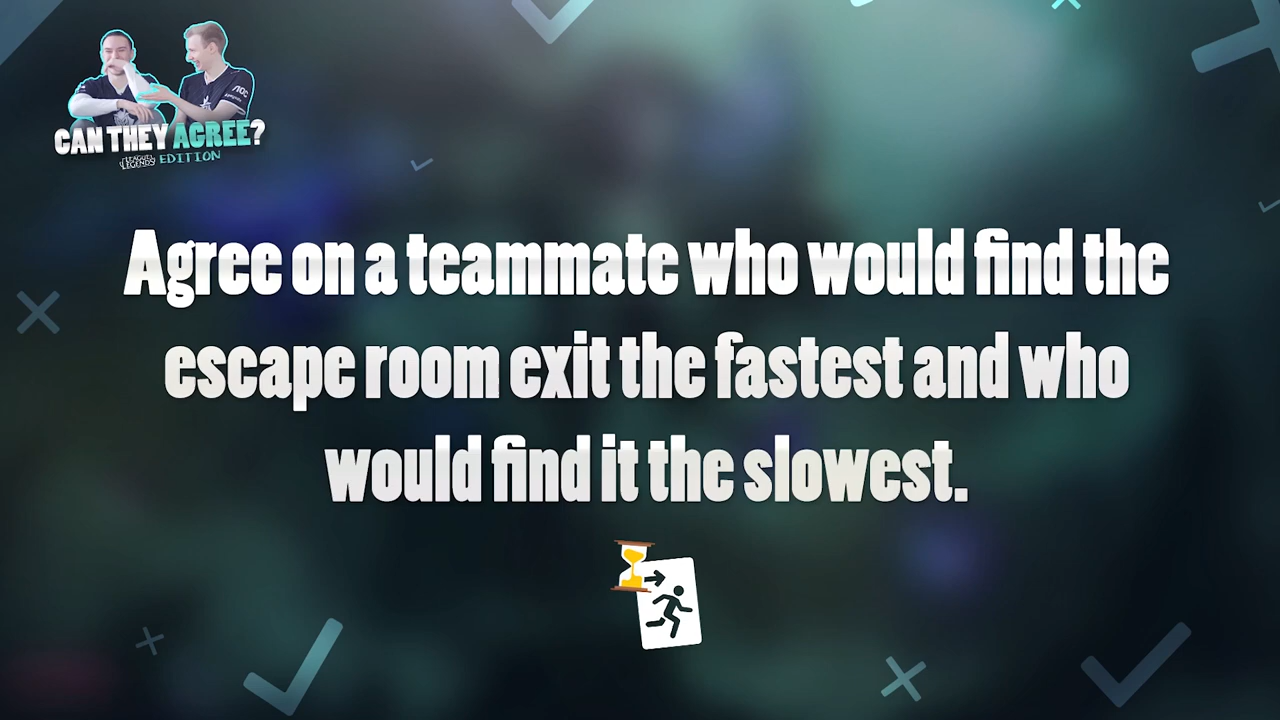 CAN THEY AGREE?
LEAGUE OF LEGENDS EDITION
Agree on a teammate who would find the
escape room exit the fastest and who
would find it the slowest.
AOC